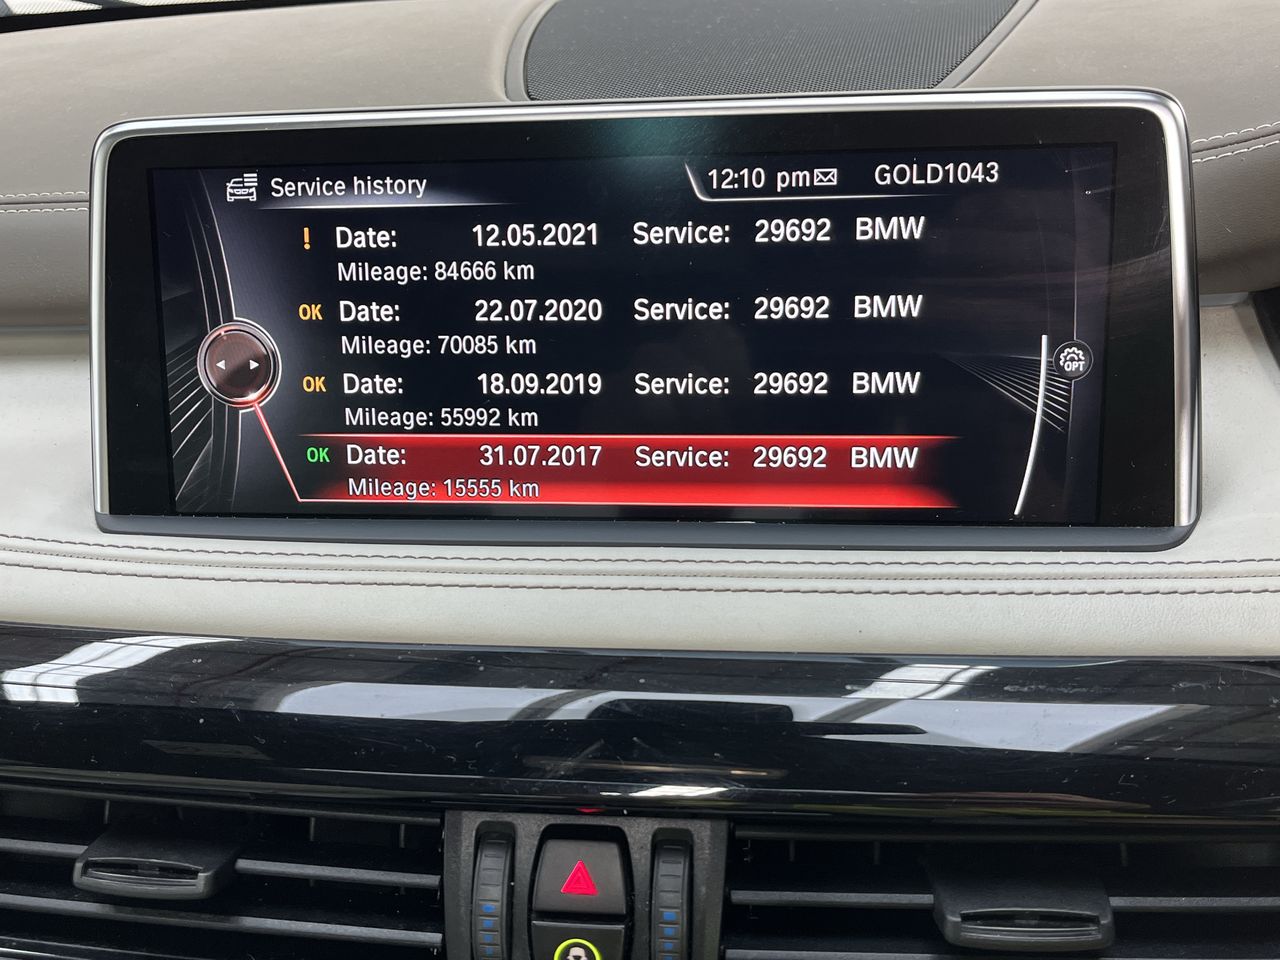 Service history 12:10 pm GOLD1043
! Date: 12.05.2021 Service: 29692 BMW
Mileage: 84666 km
OK Date: 22.07.2020 Service: 29692 BMW
Mileage: 70085 km
OK Date: 18.09.2019 Service: 29692 BMW
Mileage: 55992 km
OPT
OK Date: 31.07.2017 Service: 29692 BMW
Mileage: 15555 km